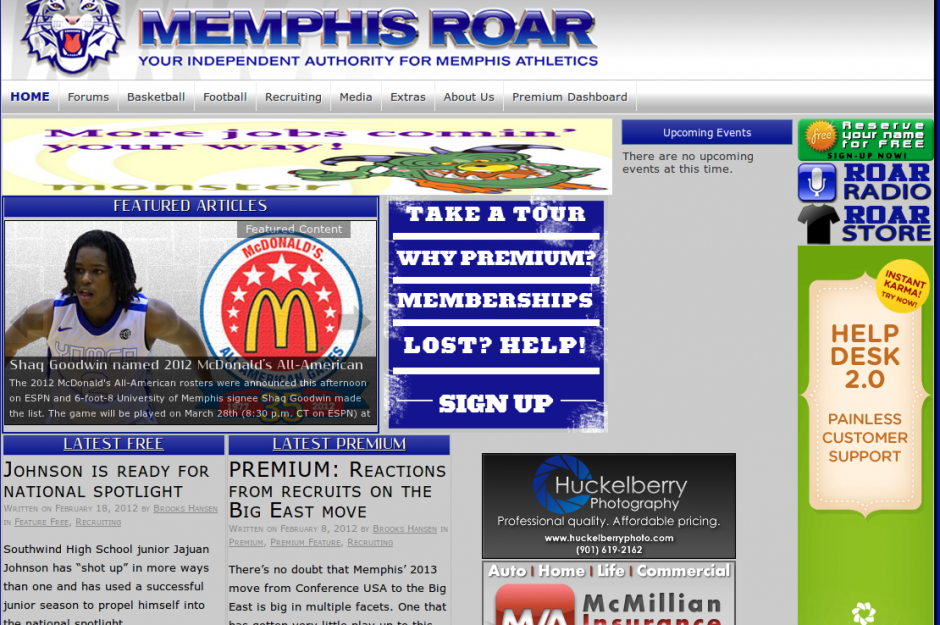 MEMPHIS ROAR
YOUR INDEPENDENT AUTHORITY FOR MEMPHIS ATHLETICS
HOME Forums Basketball Football Recruiting Media Extras About Us Premium Dashboard
More jobs comin'
your way!
monster
Upcoming Events
There are no upcoming
events at this time.
free
Reserve
your name
for FREE
SIGN-UP NOW!
ROAR
RADIO
ROAR
STORE
FEATURED ARTICLES
Featured Content
McDONALD'S
ALL AMERICAN GAMES
1977 35 2012
Shaq Goodwin named 2012 McDonald's All-American
The 2012 McDonald's All-American rosters were announced this afternoon
on ESPN and 6-foot-8 University of Memphis signee Shaq Goodwin made
the list. The game will be played on March 28th (8:30 p.m. CT on ESPN) at
TAKE A TOUR
WHY PREMIUM?
MEMBERSHIPS
LOST? HELP!
SIGN UP
INSTANT
KARMA!
TRY NOW!
HELP
DESK
2.0
PAINLESS
CUSTOMER
SUPPORT
LATEST FREE
Johnson is ready for
national spotlight
Written on February 18, 2012 by Brooks Hansen
in Feature Free, Recruiting
Southwind High School junior Jajuan
Johnson has “shot up” in more ways
than one and has used a successful
junior season to propel himself into
the national spotlight.
LATEST PREMIUM
PREMIUM: Reactions
from recruits on the
Big East move
Written on February 8, 2012 by Brooks Hansen in
Premium, Premium Feature, Recruiting
There’s no doubt that Memphis’ 2013
move from Conference USA to the Big
East is big in multiple facets. One that
has gotten very little play up to this
Huckelberry
Photography
Professional quality. Affordable pricing.
www.huckelberryphoto.com
(901) 619-2162
Auto | Home | Life | Commercial
McMillian
Insurance